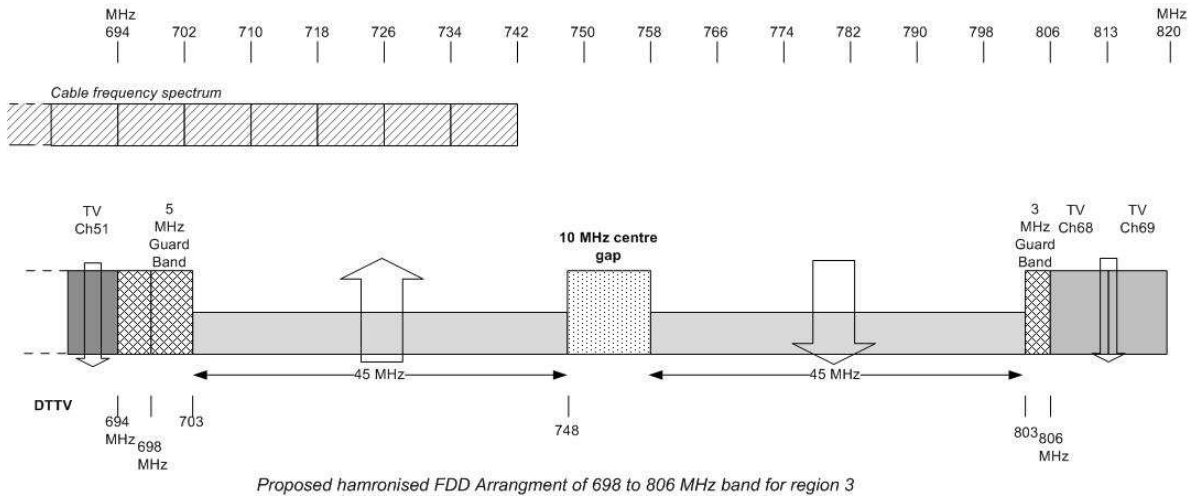 MHz
694 702 710 718 726 734 742 750 758 766 774 782 790 798 806 813
MHz
820
Cable frequency spectrum
TV
Ch51
5
MHz
Guard
Band
10 MHz centre
gap
3
MHz
Guard
Band
TV
Ch68
TV
Ch69
45 MHz
45 MHz
DTTV
694
MHz
698
MHz
703
748
803
806
MHz
Proposed hamronised FDD Arrangment of 698 to 806 MHz band for region 3